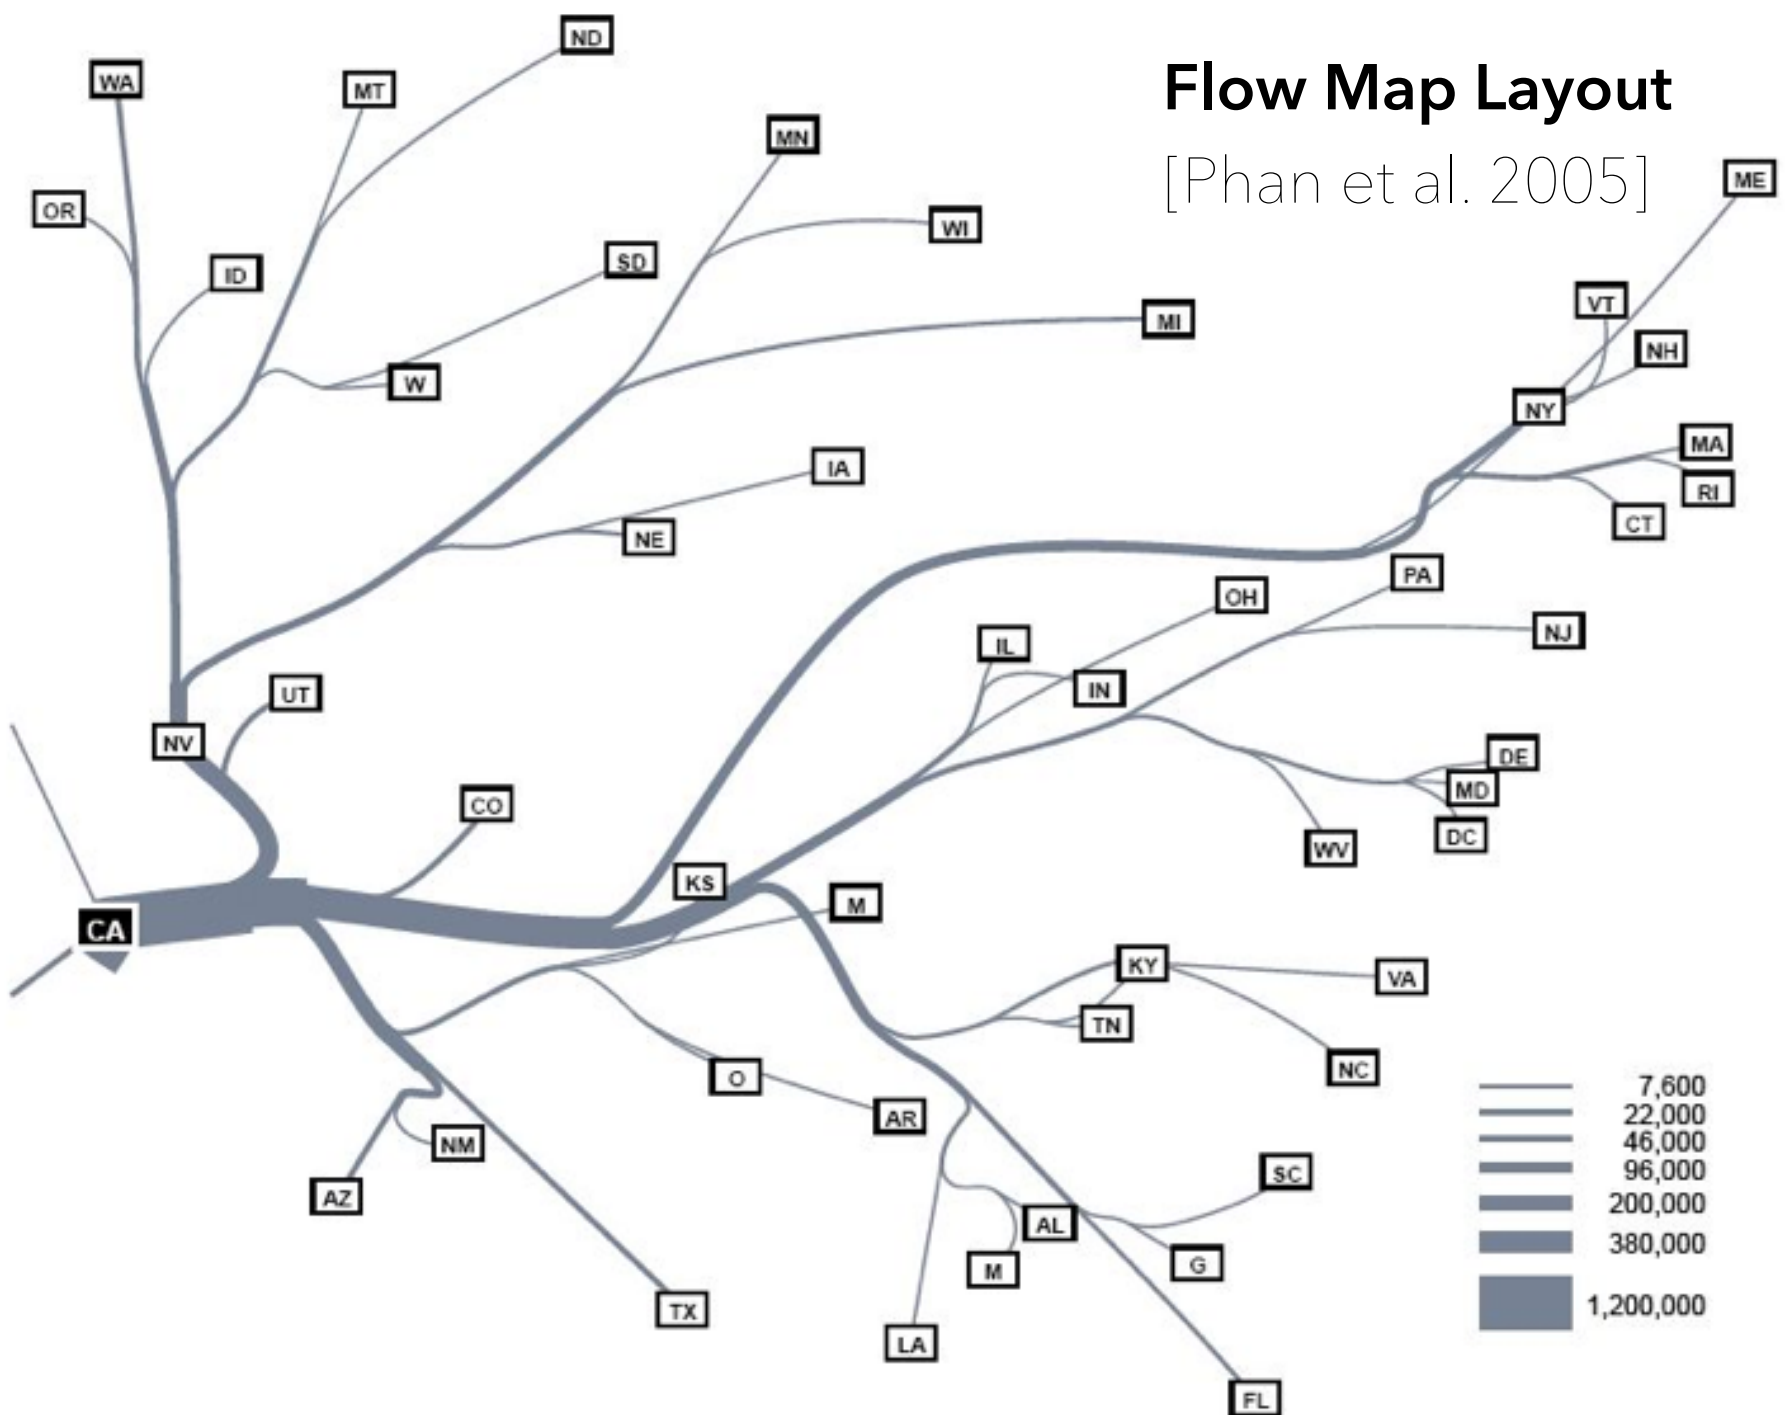 Flow Map Layout
[Phan et al. 2005]
ND
WA
MT
MN
ME
OR
WI
SD
ID
VT
MI
NH
W
NY
MA
IA
RI
CT
NE
PA
OH
NJ
IL
IN
UT
NV
DE
MD
CO
DC
WV
KS
M
CA
KY
VA
TN
NC
O
AR
NM
SC
AZ
AL
G
M
TX
LA
FL
7,600
22,000
46,000
96,000
200,000
380,000
1,200,000